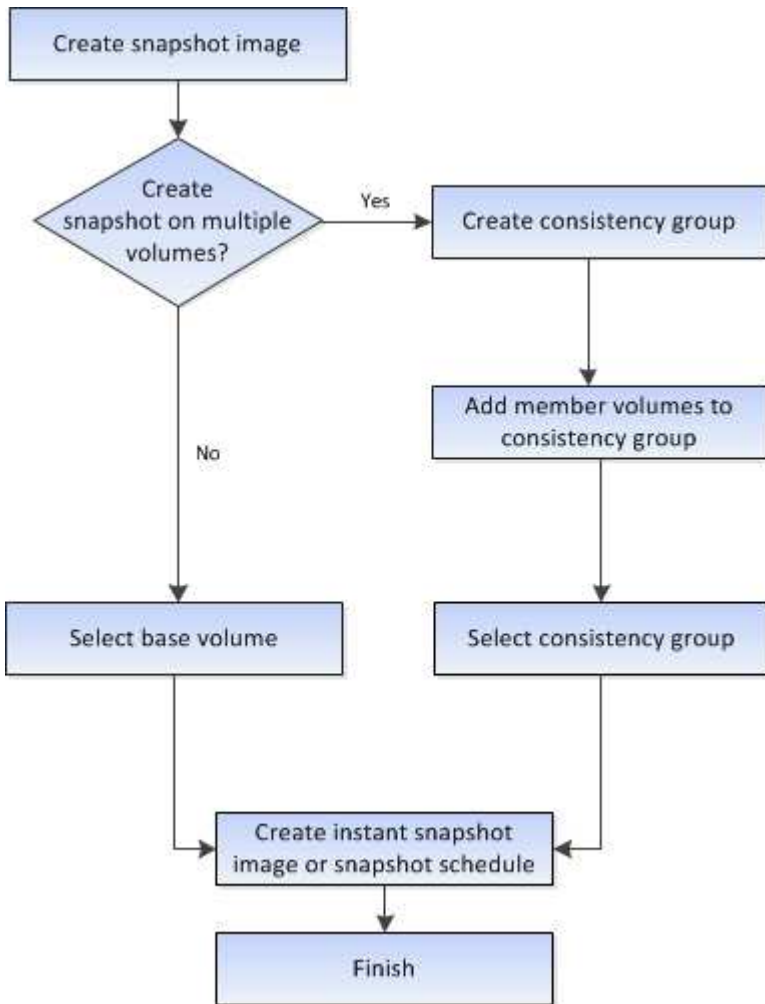 Create snapshot image
Create
snapshot on multiple
volumes?
Yes
Create consistency group
Add member volumes to
consistency group
No
Select base volume
Select consistency group
Create instant snapshot
image or snapshot schedule
Finish